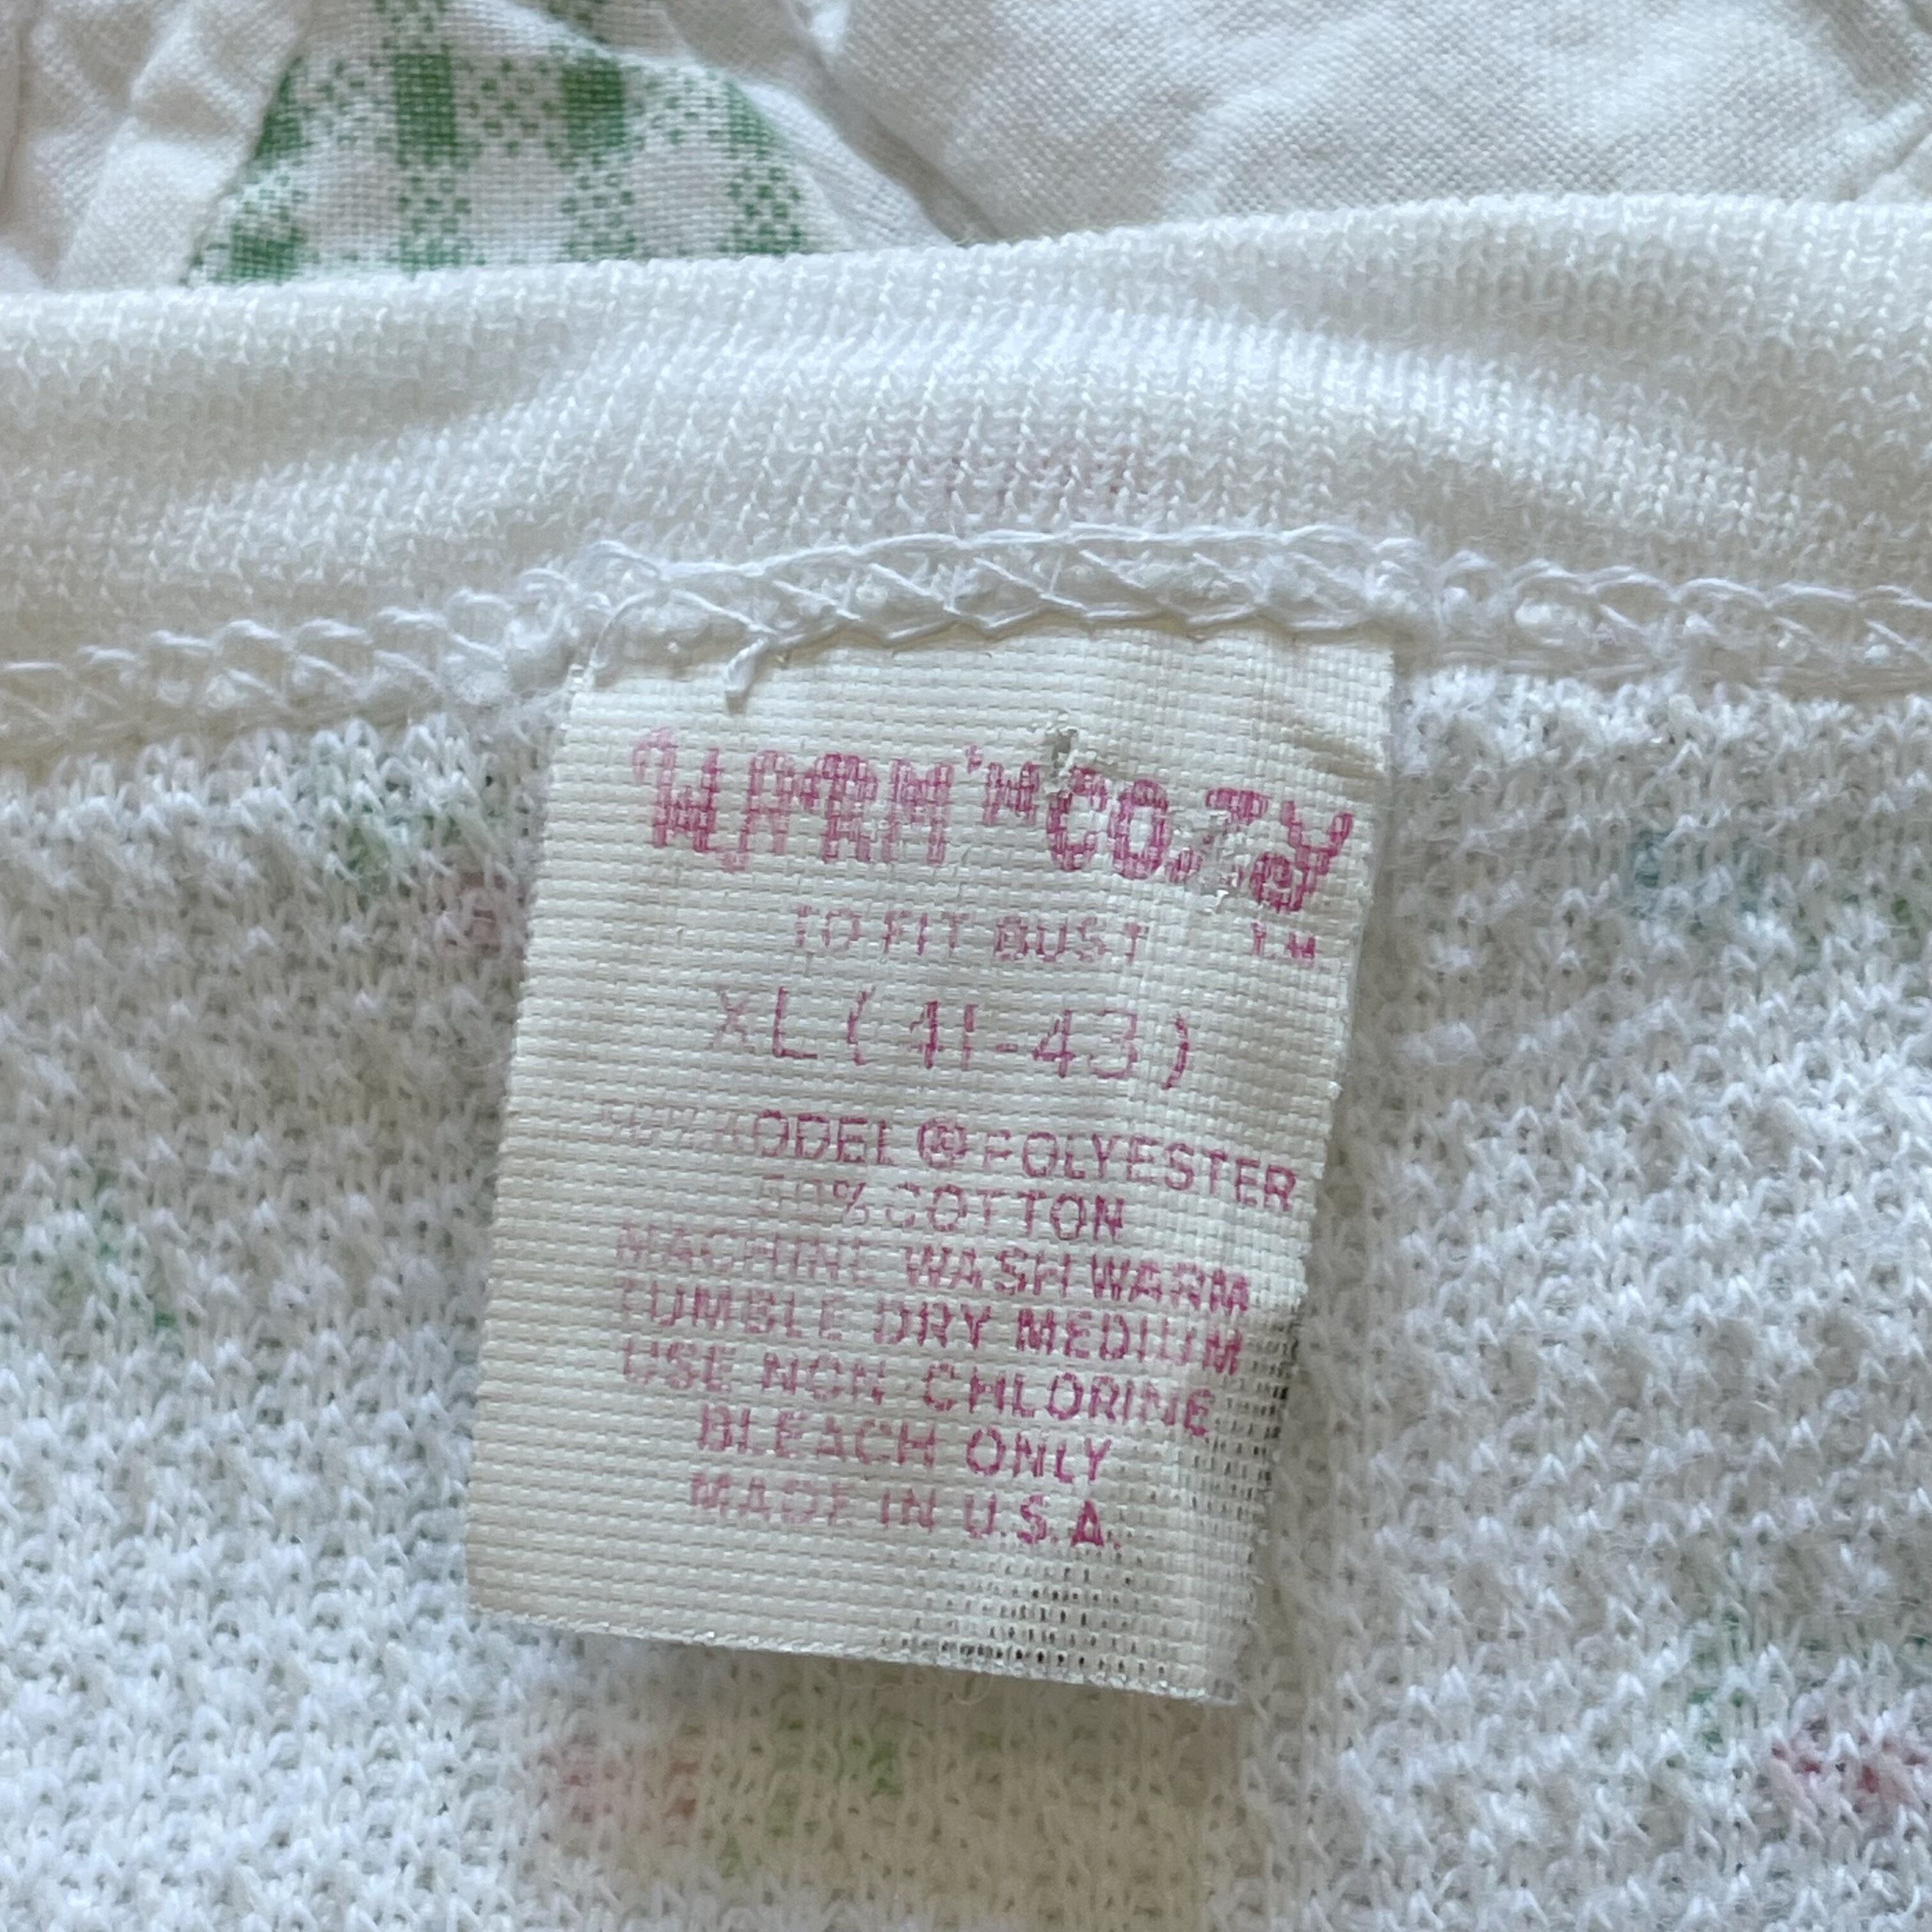 WARM 'N COZY
TO FIT BUST T.M.
XL (41-43)
50% KODEL ® POLYESTER
50% COTTON
MACHINE WASH WARM
TUMBLE DRY MEDIUM
USE NON CHLORINE
BLEACH ONLY
MADE IN U.S.A.